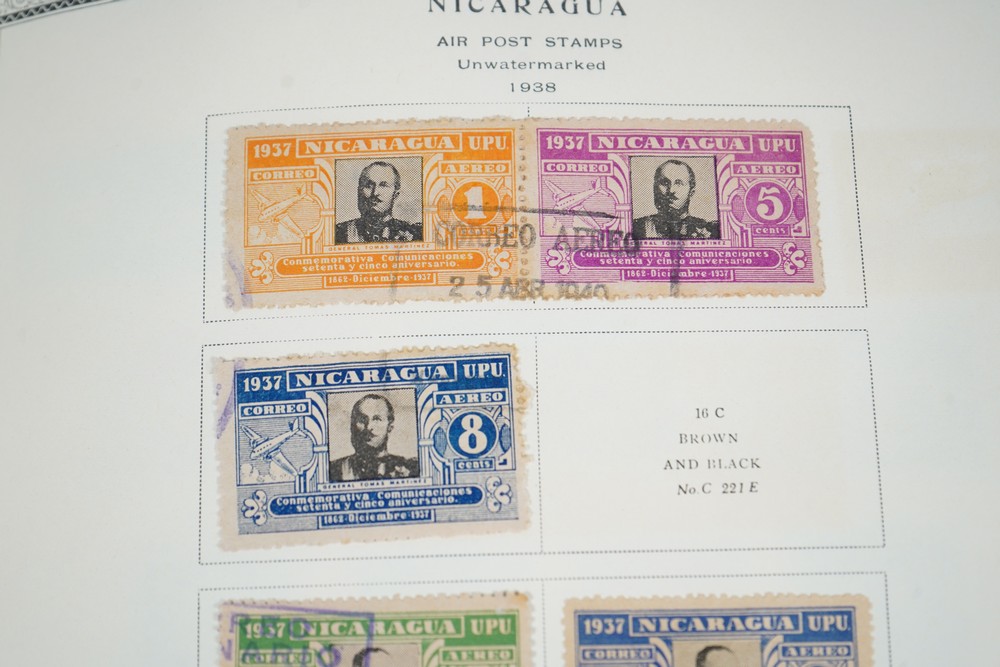 NICARAGUA
AIR POST STAMPS
Unwatermarked
1938
1937 NICARAGUA UPU
CORREO AEREO
1
GENERAL TOMAS MARTINEZ
Conmemorativa Comunicaciones
setenta y cinco aniversario.
1862-Diciembre-1937
1937 NICARAGUA UPU.
CORREO AEREO
5
cents
GENERAL TOMAS MARTINEZ
Conmemorativa Comunicaciones
setenta y cinco aniversario.
1862-Diciembre-1937
CORREO AEREO
25 ABR 1940
1937 NICARAGUA UPU.
CORREO AEREO
8
cents
GENERAL TOMAS MARTINEZ
Conmemorativa Comunicaciones
setenta y cinco aniversario.
1862-Diciembre-1937
16 C
BROWN
AND BLACK
No. C 221 E
1937 NICARAGUA UPU
CORREO AEREO
1937 NICARAGUA UPU
CORREO AEREO